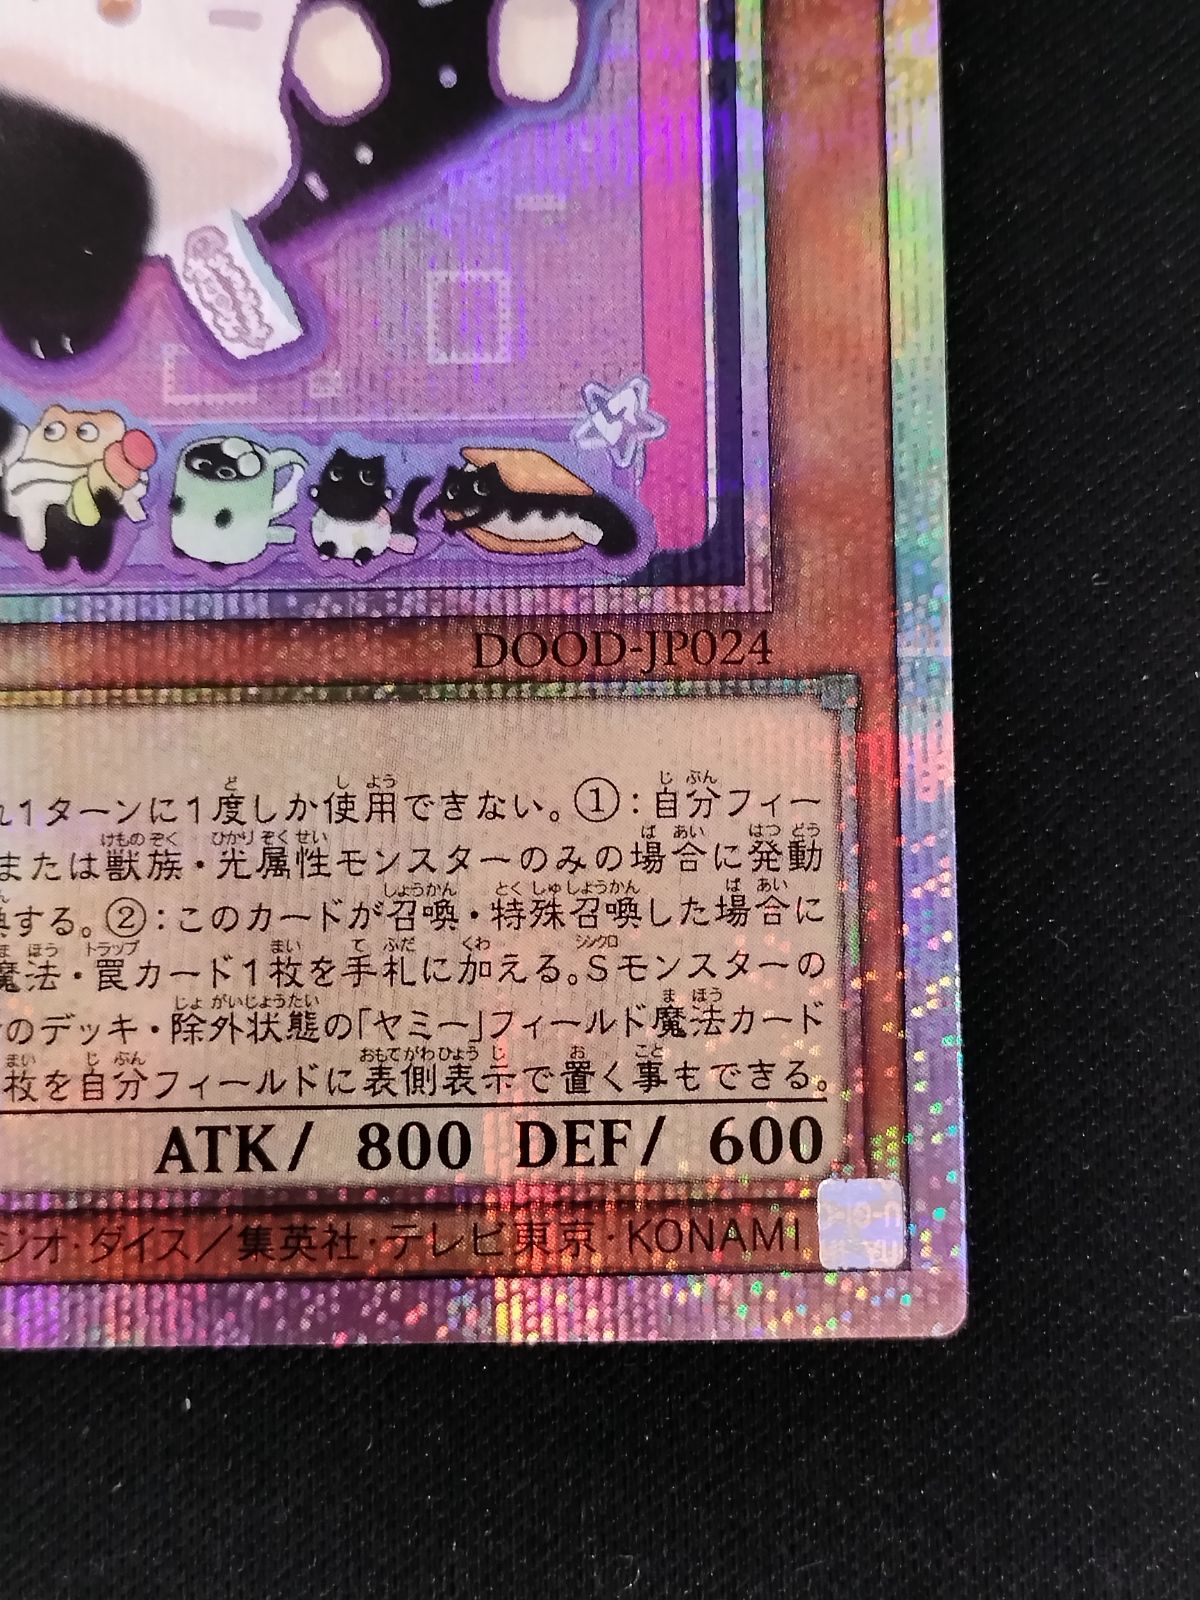 DOOD-JP024
れ1ターンに1度しか使用できない。①:自分フィー
または獣族・光属性モンスターのみの場合に発動
喚する。②:このカードが召喚・特殊召喚した場合に
魔法・罠カード1枚を手札に加える。Sモンスターの
のデッキ・除外状態の「ヤミー」フィールド魔法カード
枚を自分フィールドに表側表示で置く事もできる。
ATK/ 800 DEF/ 600
ジオ・ダイス/集英社・テレビ東京・KONAMI